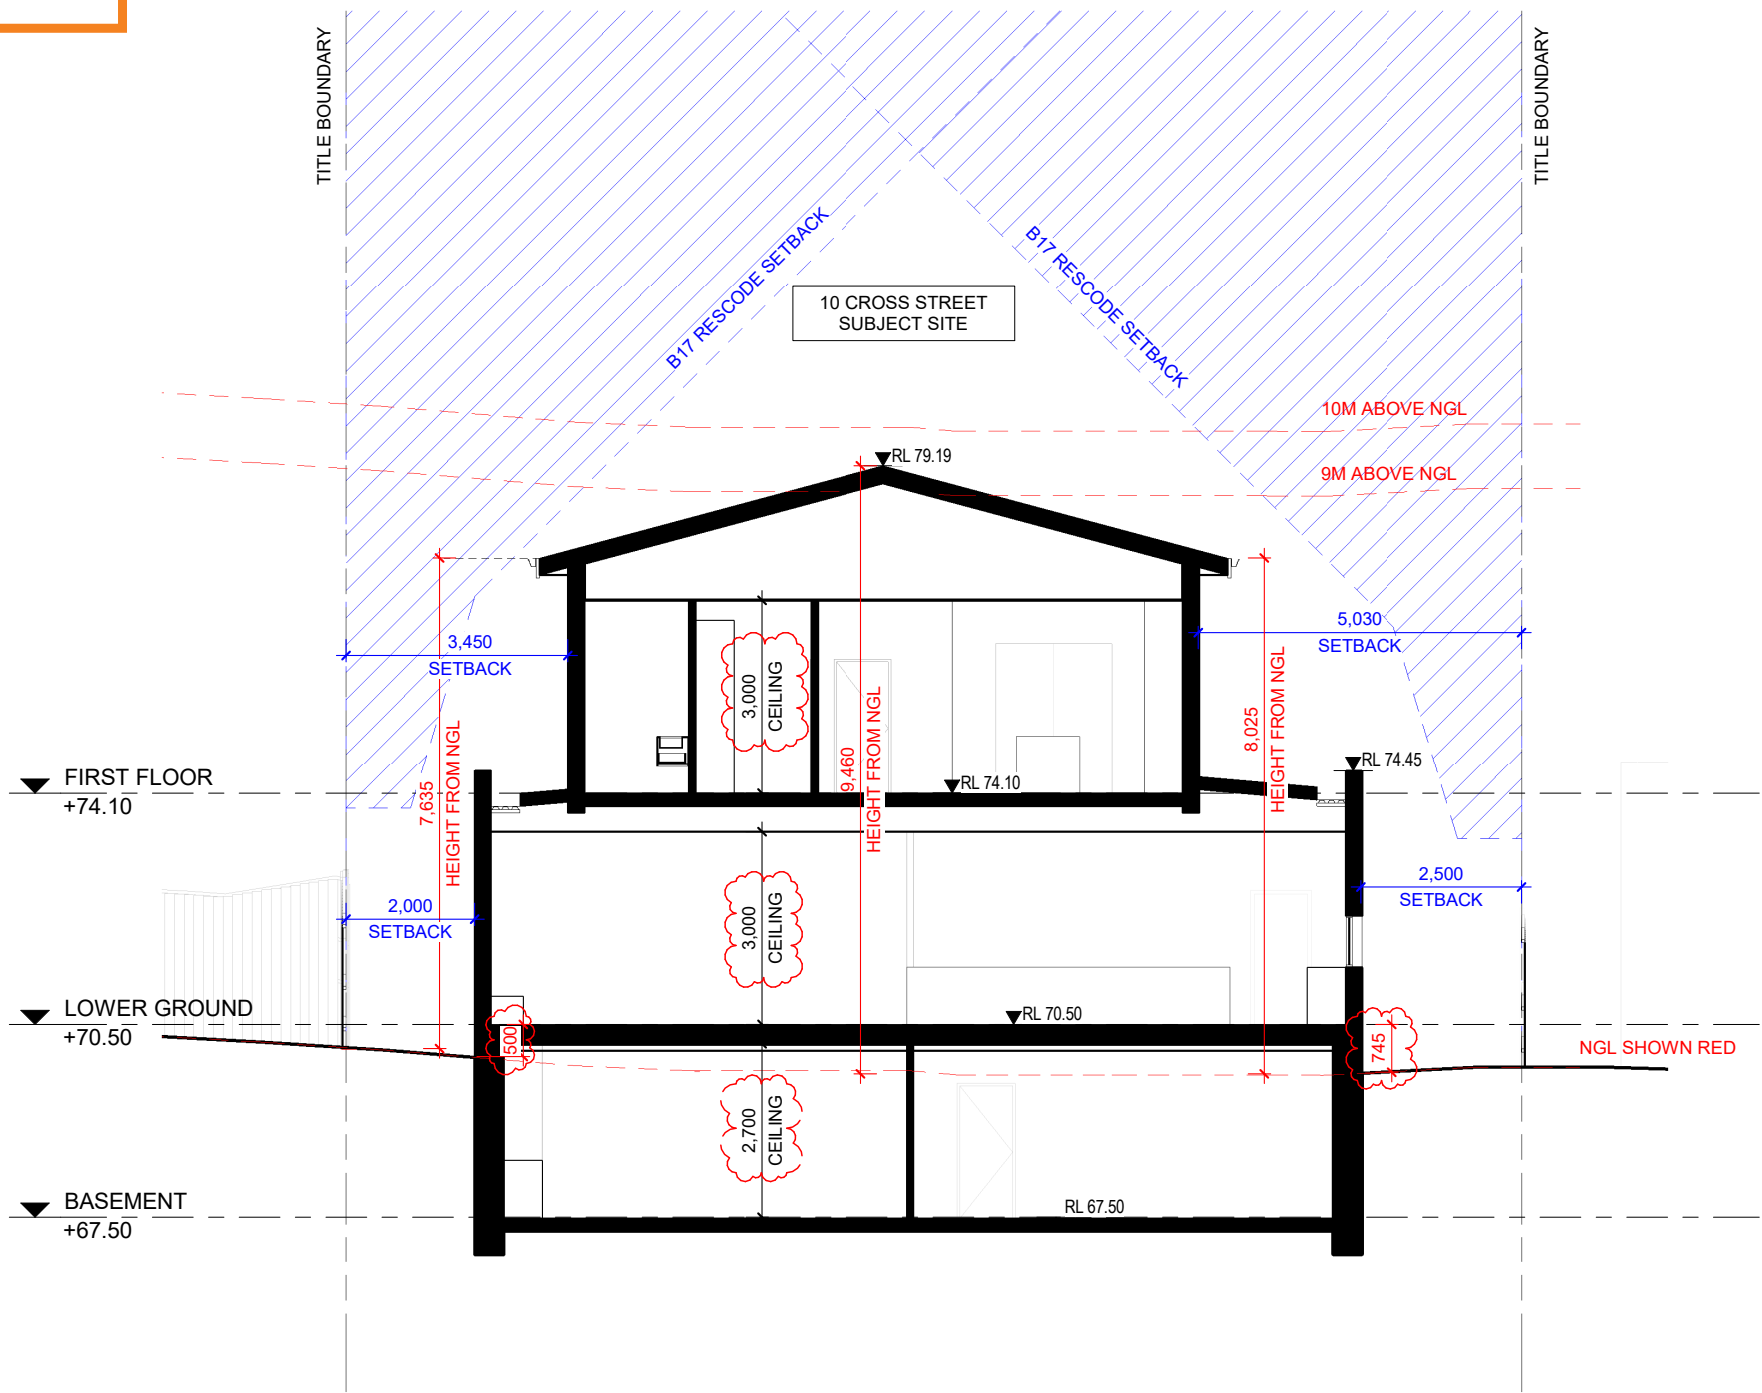 TITLE BOUNDARY
TITLE BOUNDARY
B17 RESCODE SETBACK
B17 RESCODE SETBACK
10 CROSS STREET
SUBJECT SITE
10M ABOVE NGL
RL 79.19
9M ABOVE NGL
3,450
SETBACK
5,030
SETBACK
3,000
CEILING
7,635
HEIGHT FROM NGL
9,460
HEIGHT FROM NGL
8,025
HEIGHT FROM NGL
RL 74.45
FIRST FLOOR
+74.10
RL 74.10
2,000
SETBACK
3,000
CEILING
2,500
SETBACK
LOWER GROUND
+70.50
RL 70.50
500
745
NGL SHOWN RED
2,700
CEILING
BASEMENT
+67.50
RL 67.50